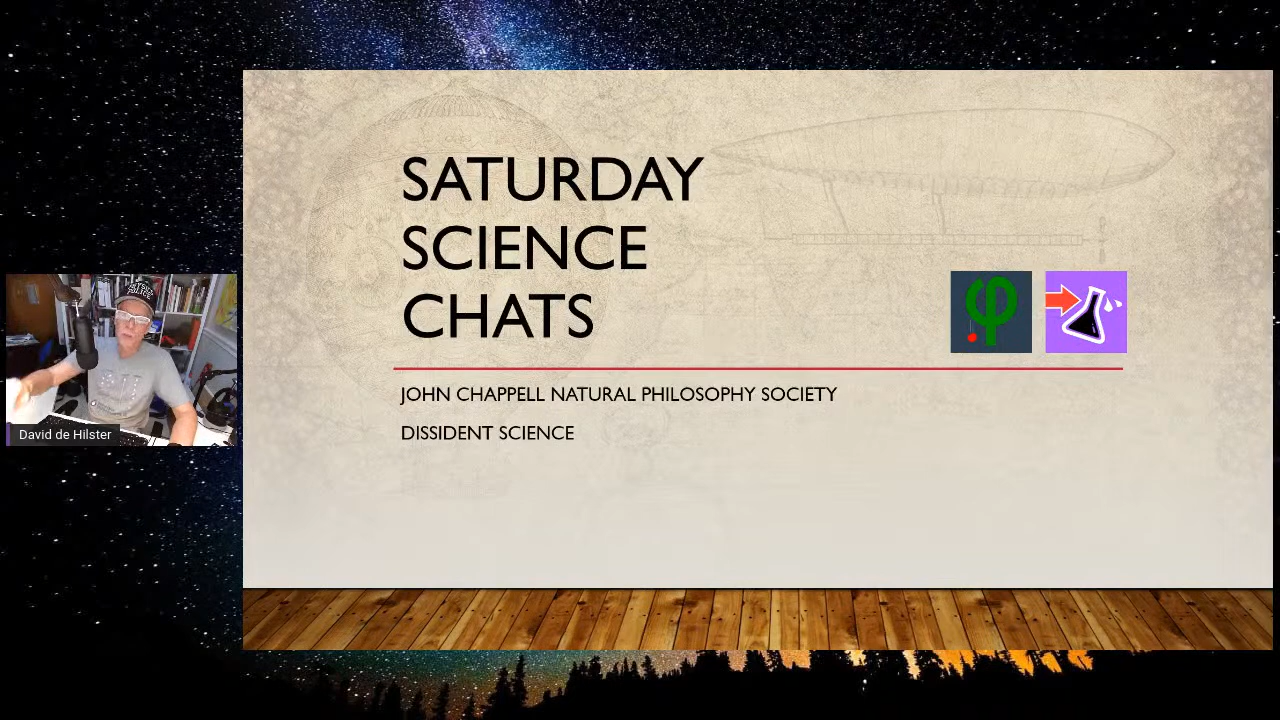 SATURDAY
SCIENCE
CHATS
JOHN CHAPPELL NATURAL PHILOSOPHY SOCIETY
DISSIDENT SCIENCE
David de Hilster